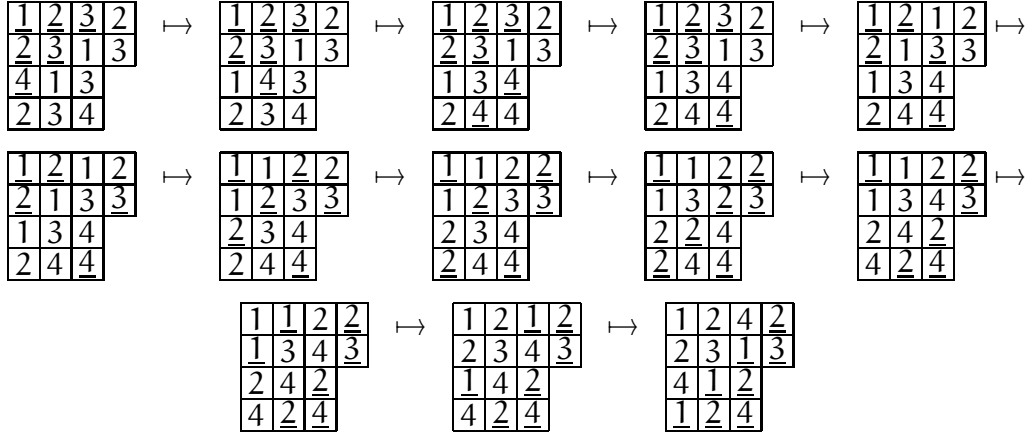 1 2 3 2 ↦ 1 2 3 2 ↦ 1 2 3 2 ↦ 1 2 3 2 ↦ 1 2 1 2 ↦
2 3 1 3 2 3 1 3 2 3 1 3 2 3 1 3 2 1 3 3
4 1 3 1 4 3 1 3 4 1 3 4 1 3 4
2 3 4 2 3 4 2 4 4 2 4 4 2 4 4
1 2 1 2 ↦ 1 1 2 2 ↦ 1 1 2 2 ↦ 1 1 2 2 ↦ 1 1 2 2 ↦
2 1 3 3 1 2 3 3 1 2 3 3 1 3 2 3 1 3 4 3
1 3 4 2 3 4 2 3 4 2 2 4 2 4 2
2 4 4 2 4 4 2 4 4 2 4 4 4 2 4
1 1 2 2 ↦ 1 2 1 2 ↦ 1 2 4 2
1 3 4 3 2 3 4 3 2 3 1 3
2 4 2 1 4 2 4 1 2
4 2 4 4 2 4 1 2 4